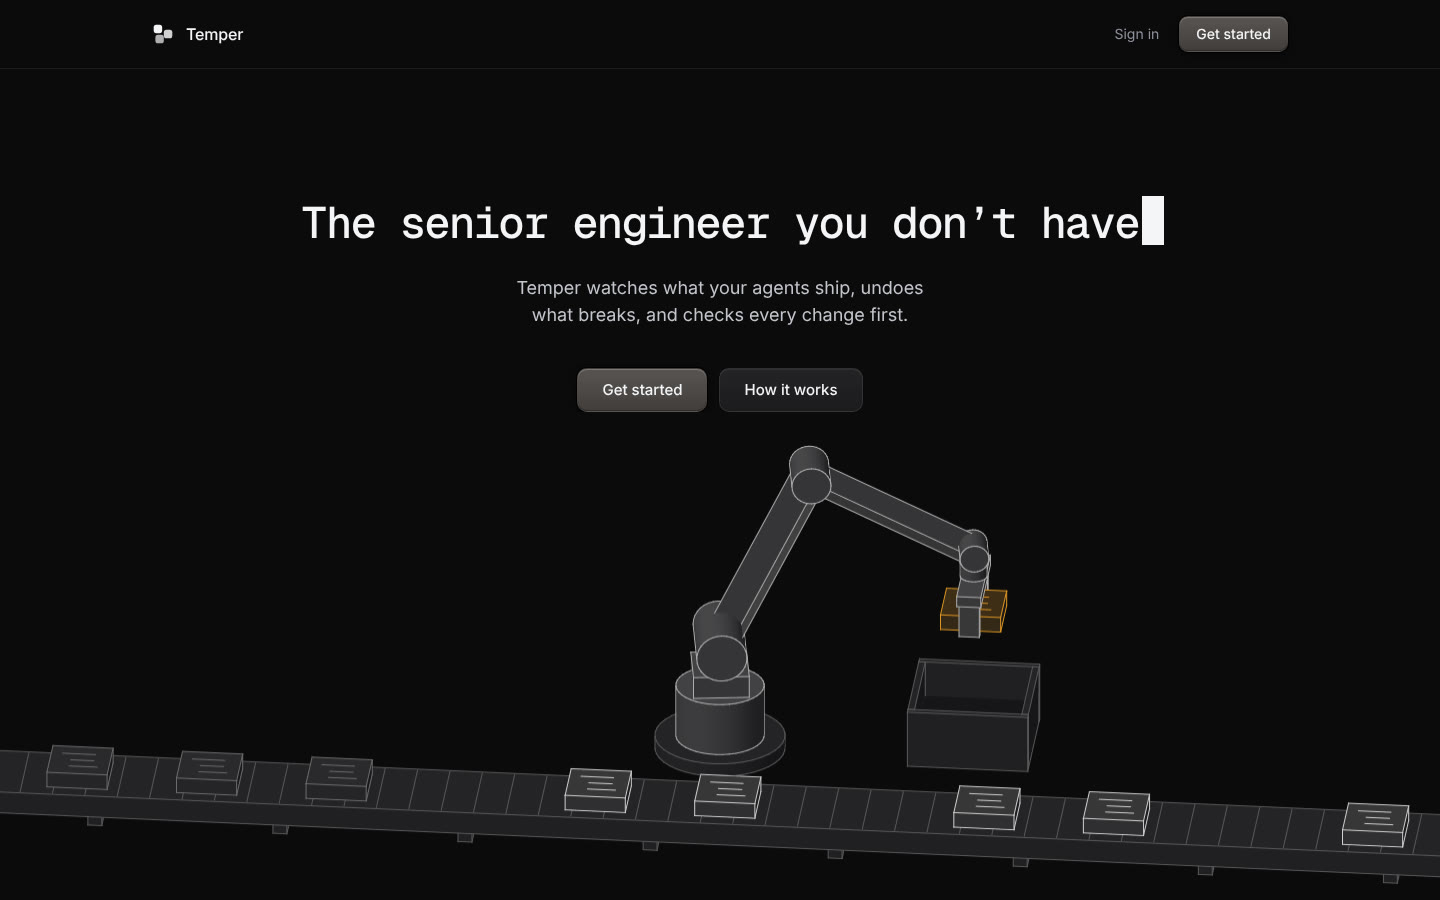 Temper
Sign in
Get started
The senior engineer you don’t have
Temper watches what your agents ship, undoes
what breaks, and checks every change first.
Get started
How it works